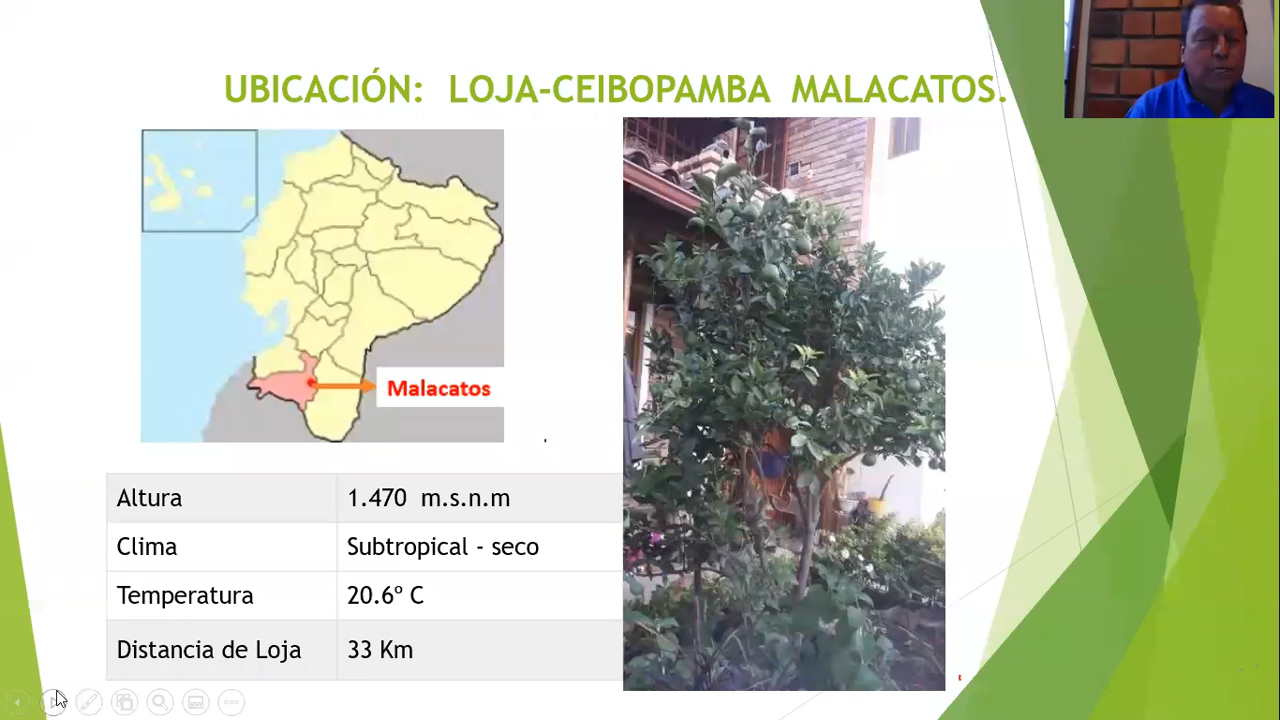 UBICACIÓN: LOJA-CEIBOPAMBA MALACATOS.
Malacatos
Altura 1.470 m.s.n.m
Clima Subtropical - seco
Temperatura 20.6º C
Distancia de Loja 33 Km